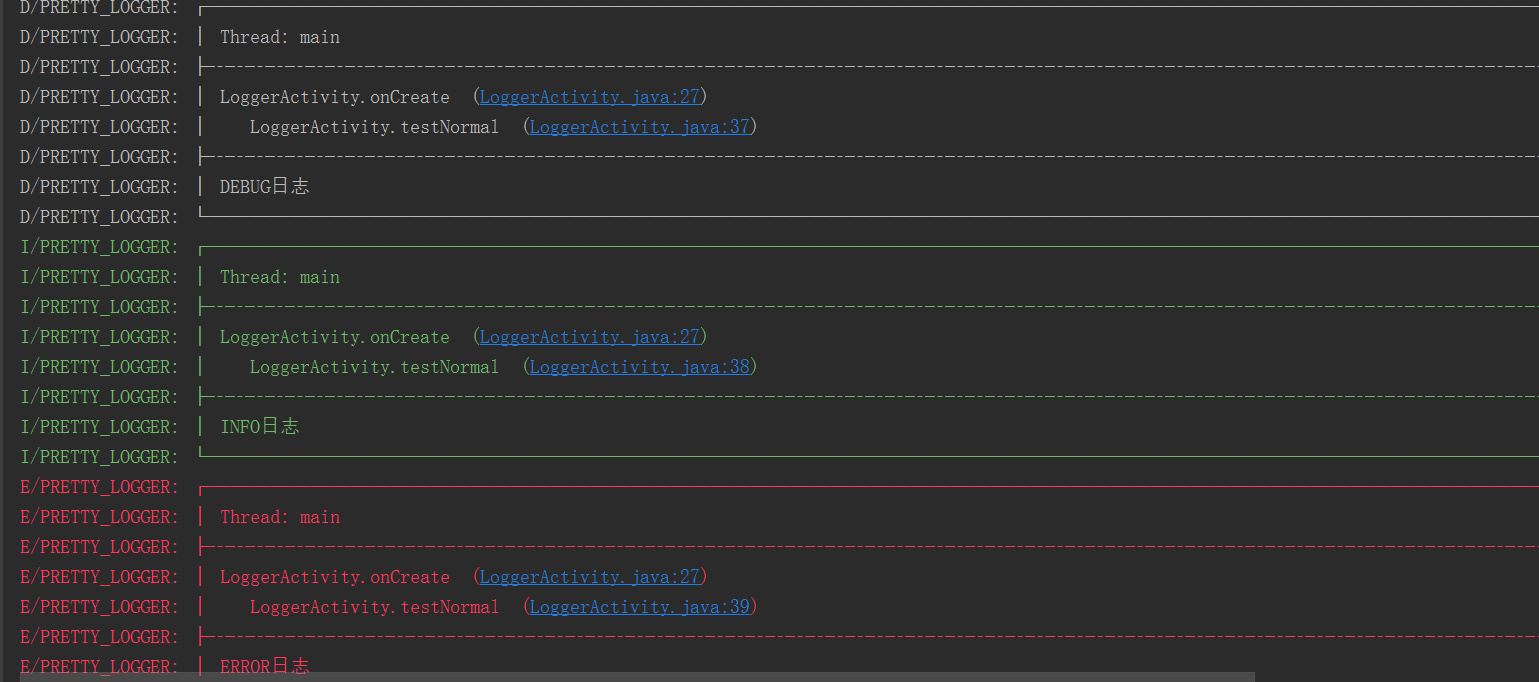 D/PRETTY_LOGGER: ┌────────────────────────────────────────
D/PRETTY_LOGGER: │ Thread: main
D/PRETTY_LOGGER: ├┄┄┄┄┄┄┄┄┄┄┄┄┄┄┄┄┄┄┄┄┄┄┄┄┄┄┄┄┄┄┄┄┄┄┄┄┄┄┄┄
D/PRETTY_LOGGER: │ LoggerActivity.onCreate  (LoggerActivity.java:27)
D/PRETTY_LOGGER: │    LoggerActivity.testNormal  (LoggerActivity.java:37)
D/PRETTY_LOGGER: ├┄┄┄┄┄┄┄┄┄┄┄┄┄┄┄┄┄┄┄┄┄┄┄┄┄┄┄┄┄┄┄┄┄┄┄┄┄┄┄┄
D/PRETTY_LOGGER: │ DEBUG日志
D/PRETTY_LOGGER: └────────────────────────────────────────
I/PRETTY_LOGGER: ┌────────────────────────────────────────
I/PRETTY_LOGGER: │ Thread: main
I/PRETTY_LOGGER: ├┄┄┄┄┄┄┄┄┄┄┄┄┄┄┄┄┄┄┄┄┄┄┄┄┄┄┄┄┄┄┄┄┄┄┄┄┄┄┄┄
I/PRETTY_LOGGER: │ LoggerActivity.onCreate  (LoggerActivity.java:27)
I/PRETTY_LOGGER: │    LoggerActivity.testNormal  (LoggerActivity.java:38)
I/PRETTY_LOGGER: ├┄┄┄┄┄┄┄┄┄┄┄┄┄┄┄┄┄┄┄┄┄┄┄┄┄┄┄┄┄┄┄┄┄┄┄┄┄┄┄┄
I/PRETTY_LOGGER: │ INFO日志
I/PRETTY_LOGGER: └────────────────────────────────────────
E/PRETTY_LOGGER: ┌────────────────────────────────────────
E/PRETTY_LOGGER: │ Thread: main
E/PRETTY_LOGGER: ├┄┄┄┄┄┄┄┄┄┄┄┄┄┄┄┄┄┄┄┄┄┄┄┄┄┄┄┄┄┄┄┄┄┄┄┄┄┄┄┄
E/PRETTY_LOGGER: │ LoggerActivity.onCreate  (LoggerActivity.java:27)
E/PRETTY_LOGGER: │    LoggerActivity.testNormal  (LoggerActivity.java:39)
E/PRETTY_LOGGER: ├┄┄┄┄┄┄┄┄┄┄┄┄┄┄┄┄┄┄┄┄┄┄┄┄┄┄┄┄┄┄┄┄┄┄┄┄┄┄┄┄
E/PRETTY_LOGGER: │ ERROR日志